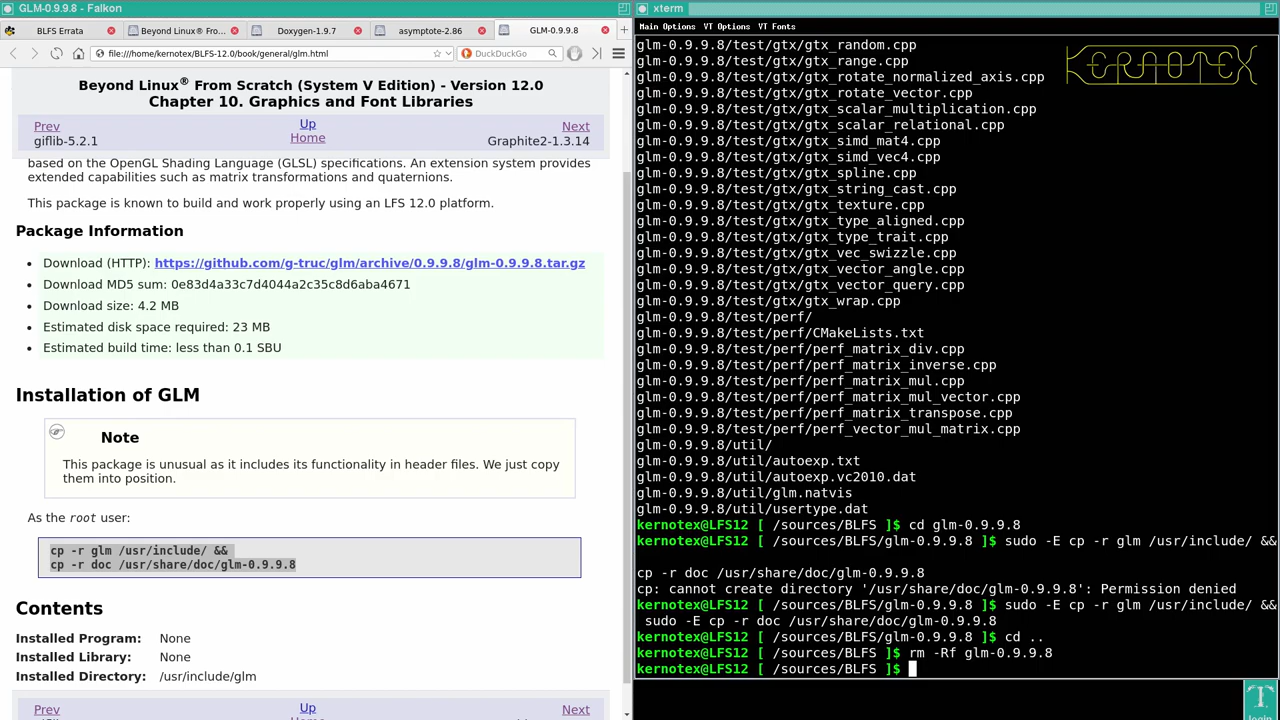 GLM-0.9.9.8 - Falkon
BLFS Errata
Beyond Linux® Fro...
Doxygen-1.9.7
asymptote-2.86
GLM-0.9.9.8
file:///home/kernotex/BLFS-12.0/book/general/glm.html
DuckDuckGo
Beyond Linux® From Scratch (System V Edition) - Version 12.0
Chapter 10. Graphics and Font Libraries
Prev
Up
Next
giflib-5.2.1
Home
Graphite2-1.3.14
based on the OpenGL Shading Language (GLSL) specifications. An extension system provides
extended capabilities such as matrix transformations and quaternions.
This package is known to build and work properly using an LFS 12.0 platform.
Package Information
• Download (HTTP): https://github.com/g-truc/glm/archive/0.9.9.8/glm-0.9.9.8.tar.gz
• Download MD5 sum: 0e83d4a33c7d4044a2c35c8d6aba4671
• Download size: 4.2 MB
• Estimated disk space required: 23 MB
• Estimated build time: less than 0.1 SBU
Installation of GLM
Note
This package is unusual as it includes its functionality in header files. We just copy
them into position.
As the root user:
cp -r glm /usr/include/ &&
cp -r doc /usr/share/doc/glm-0.9.9.8
Contents
Installed Program: None
Installed Library: None
Installed Directory: /usr/include/glm
Prev
Up
Next
xterm
Main Options VT Options VT Fonts
KERNOTEX
glm-0.9.9.8/test/gtx/gtx_random.cpp
glm-0.9.9.8/test/gtx/gtx_range.cpp
glm-0.9.9.8/test/gtx/gtx_rotate_normalized_axis.cpp
glm-0.9.9.8/test/gtx/gtx_rotate_vector.cpp
glm-0.9.9.8/test/gtx/gtx_scalar_multiplication.cpp
glm-0.9.9.8/test/gtx/gtx_scalar_relational.cpp
glm-0.9.9.8/test/gtx/gtx_simd_mat4.cpp
glm-0.9.9.8/test/gtx/gtx_simd_vec4.cpp
glm-0.9.9.8/test/gtx/gtx_spline.cpp
glm-0.9.9.8/test/gtx/gtx_string_cast.cpp
glm-0.9.9.8/test/gtx/gtx_texture.cpp
glm-0.9.9.8/test/gtx/gtx_type_aligned.cpp
glm-0.9.9.8/test/gtx/gtx_type_trait.cpp
glm-0.9.9.8/test/gtx/gtx_vec_swizzle.cpp
glm-0.9.9.8/test/gtx/gtx_vector_angle.cpp
glm-0.9.9.8/test/gtx/gtx_vector_query.cpp
glm-0.9.9.8/test/gtx/gtx_wrap.cpp
glm-0.9.9.8/test/perf/
glm-0.9.9.8/test/perf/CMakeLists.txt
glm-0.9.9.8/test/perf/perf_matrix_div.cpp
glm-0.9.9.8/test/perf/perf_matrix_inverse.cpp
glm-0.9.9.8/test/perf/perf_matrix_mul.cpp
glm-0.9.9.8/test/perf/perf_matrix_mul_vector.cpp
glm-0.9.9.8/test/perf/perf_matrix_transpose.cpp
glm-0.9.9.8/test/perf/perf_vector_mul_matrix.cpp
glm-0.9.9.8/util/
glm-0.9.9.8/util/autoexp.txt
glm-0.9.9.8/util/autoexp.vc2010.dat
glm-0.9.9.8/util/glm.natvis
glm-0.9.9.8/util/usertype.dat
kernotex@LFS12 [ /sources/BLFS ]$ cd glm-0.9.9.8
kernotex@LFS12 [ /sources/BLFS/glm-0.9.9.8 ]$ sudo -E cp -r glm /usr/include/ &&
cp -r doc /usr/share/doc/glm-0.9.9.8
cp: cannot create directory '/usr/share/doc/glm-0.9.9.8': Permission denied
kernotex@LFS12 [ /sources/BLFS/glm-0.9.9.8 ]$ sudo -E cp -r glm /usr/include/ &&
sudo -E cp -r doc /usr/share/doc/glm-0.9.9.8
kernotex@LFS12 [ /sources/BLFS/glm-0.9.9.8 ]$ cd ..
kernotex@LFS12 [ /sources/BLFS ]$ rm -Rf glm-0.9.9.8
kernotex@LFS12 [ /sources/BLFS ]$